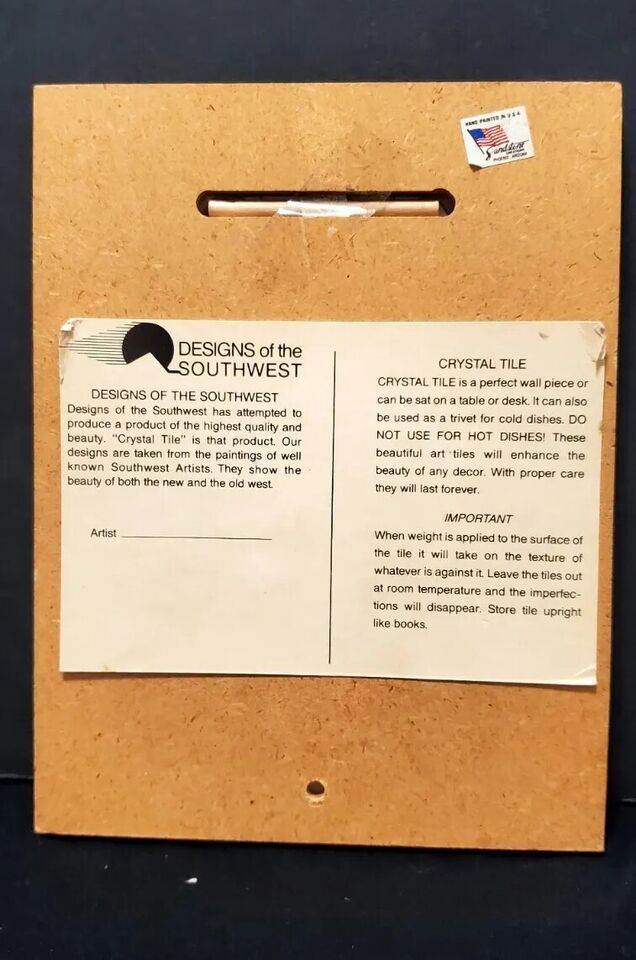 HAND PAINTED IN U.S.A.
Sandstone
CREATIONS
PHOENIX, ARIZONA
DESIGNS of the
SOUTHWEST
DESIGNS OF THE SOUTHWEST
Designs of the Southwest has attempted to
produce a product of the highest quality and
beauty. "Crystal Tile" is that product. Our
designs are taken from the paintings of well
known Southwest Artists. They show the
beauty of both the new and the old west.
Artist
CRYSTAL TILE
CRYSTAL TILE is a perfect wall piece or
can be sat on a table or desk. It can also
be used as a trivet for cold dishes. DO
NOT USE FOR HOT DISHES! These
beautiful art tiles will enhance the
beauty of any decor. With proper care
they will last forever.
IMPORTANT
When weight is applied to the surface of
the tile it will take on the texture of
whatever is against it. Leave the tiles out
at room temperature and the imperfec-
tions will disappear. Store tile upright
like books.